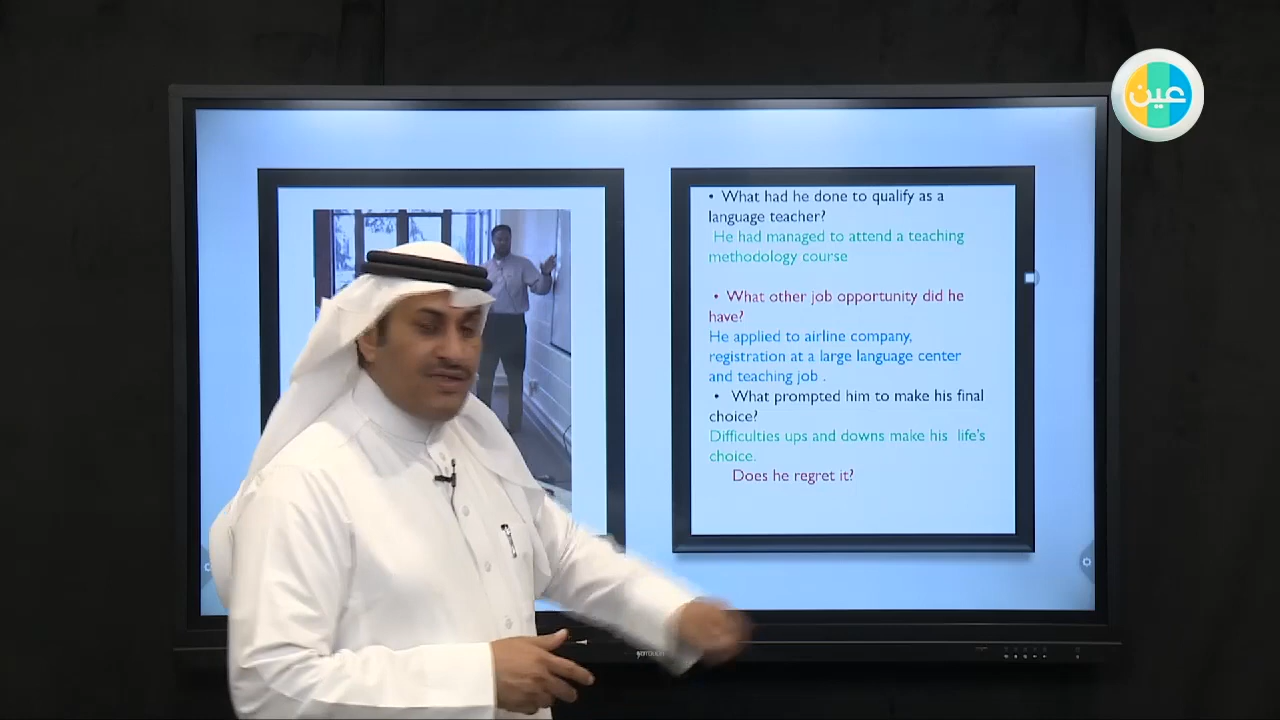 عين
• What had he done to qualify as a
language teacher?
He had managed to attend a teaching
methodology course
• What other job opportunity did he
have?
He applied to airline company,
registration at a large language center
and teaching job .
• What prompted him to make his final
choice?
Difficulties ups and downs make his life's
choice.
Does he regret it?